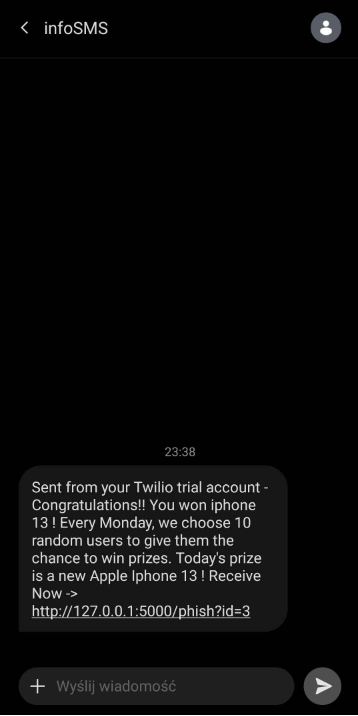 infoSMS
23:38
Sent from your Twilio trial account -
Congratulations!! You won iphone
13 ! Every Monday, we choose 10
random users to give them the
chance to win prizes. Today's prize
is a new Apple Iphone 13 ! Receive
Now ->
http://127.0.0.1:5000/phish?id=3
Wyślij wiadomość